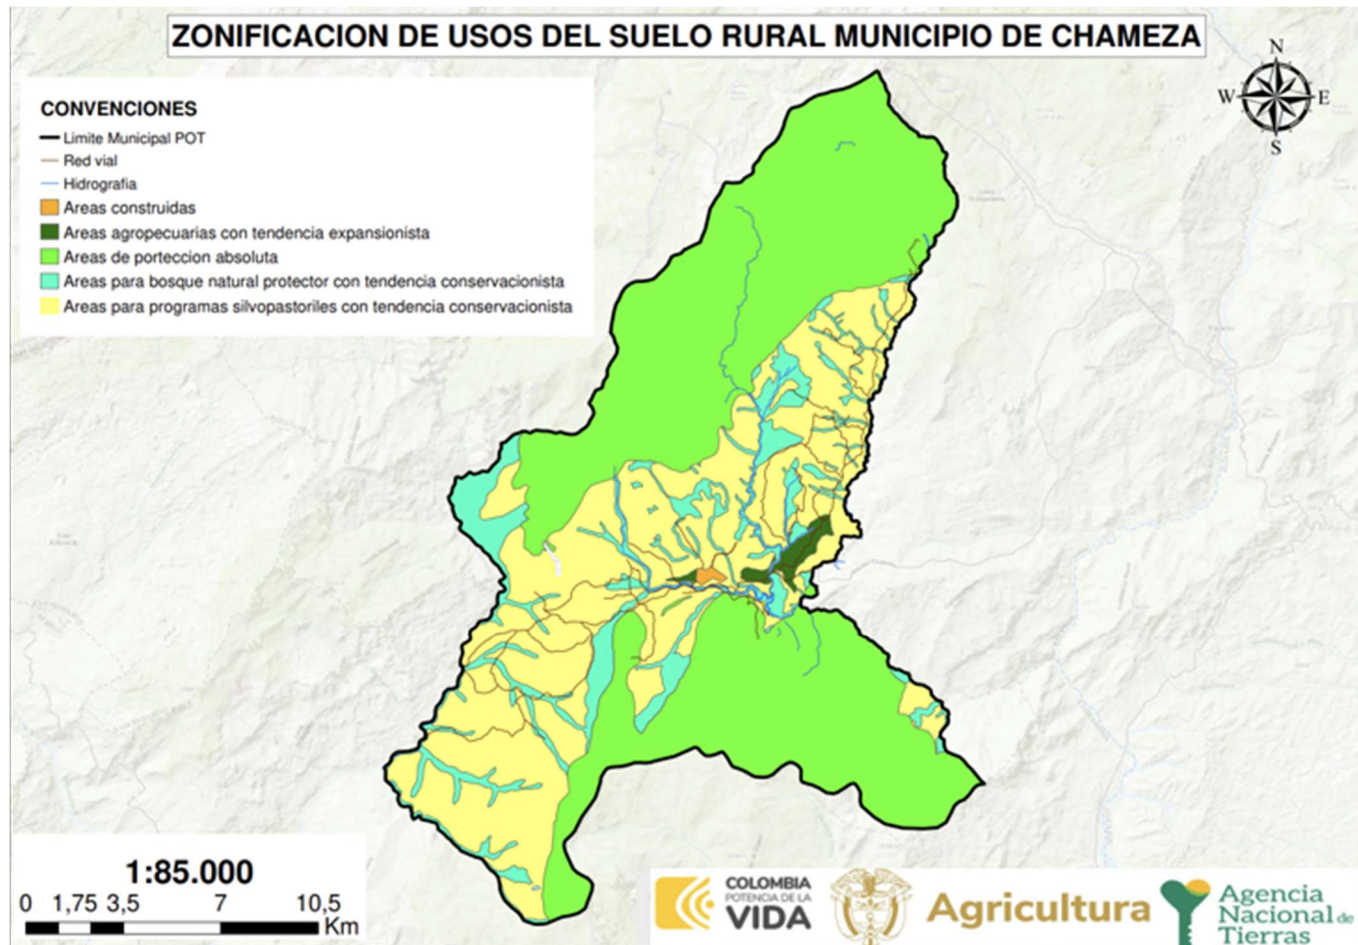 ZONIFICACION DE USOS DEL SUELO RURAL MUNICIPIO DE CHAMEZA
N
W E
S
CONVENCIONES
Limite Municipal POT
Red vial
Hidrografia
Areas construidas
Areas agropecuarias con tendencia expansionista
Areas de porteccion absoluta
Areas para bosque natural protector con tendencia conservacionista
Areas para programas silvopastoriles con tendencia conservacionista
1:85.000
0 1,75 3,5 7 10,5
Km
COLOMBIA
POTENCIA DE LA
VIDA
Agricultura
Agencia
Nacional de
Tierras